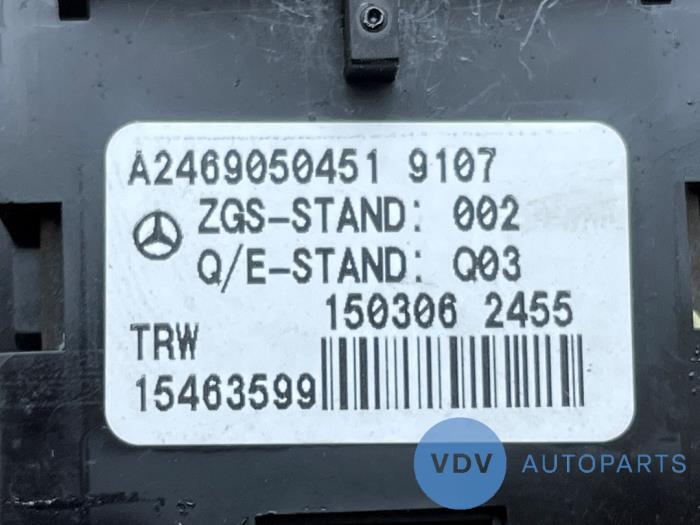 A2469050451 9107
ZGS-STAND: 002
Q/E-STAND: Q03
150306 2455
TRW
15463599
VDV AUTOPARTS